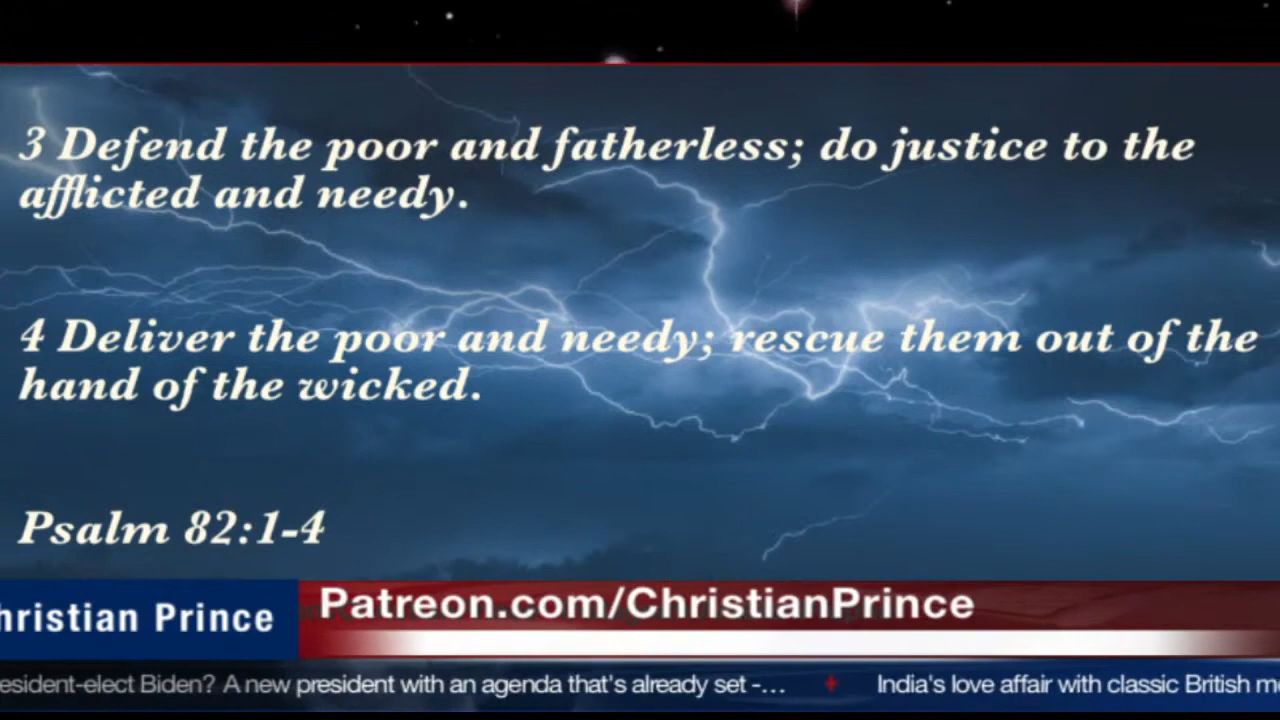 3 Defend the poor and fatherless; do justice to the
afflicted and needy.
4 Deliver the poor and needy; rescue them out of the
hand of the wicked.
Psalm 82:1-4
hristian Prince
Patreon.com/ChristianPrince
esident-elect Biden? A new president with an agenda that's already set -... India's love affair with classic British